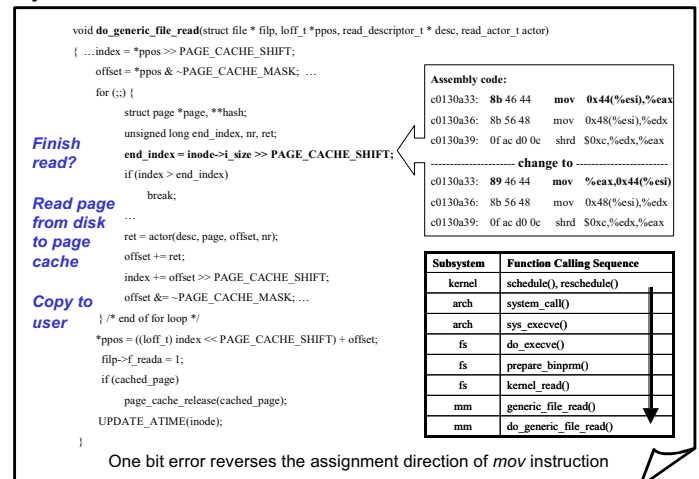 void do_generic_file_read(struct file * filp, loff_t *ppos, read_descriptor_t * desc, read_actor_t actor)
{ …index = *ppos >> PAGE_CACHE_SHIFT;
offset = *ppos & ~PAGE_CACHE_MASK; …
for (;;) {
struct page *page, **hash;
unsigned long end_index, nr, ret;
end_index = inode->i_size >> PAGE_CACHE_SHIFT;
if (index > end_index)
break;
…
ret = actor(desc, page, offset, nr);
offset += ret;
index += offset >> PAGE_CACHE_SHIFT;
offset &= ~PAGE_CACHE_MASK; …
} /* end of for loop */
*ppos = ((loff_t) index << PAGE_CACHE_SHIFT) + offset;
filp->f_reada = 1;
if (cached_page)
page_cache_release(cached_page);
UPDATE_ATIME(inode);
}
Finish
read?
Read page
from disk
to page
cache
Copy to
user
Assembly code:
c0130a33: 8b 46 44 mov 0x44(%esi),%eax
c0130a36: 8b 56 48 mov 0x48(%esi),%edx
c0130a39: 0f ac d0 0c shrd $0xc,%edx,%eax
----------------------- change to -------------------------
c0130a33: 89 46 44 mov %eax,0x44(%esi)
c0130a36: 8b 56 48 mov 0x48(%esi),%edx
c0130a39: 0f ac d0 0c shrd $0xc,%edx,%eax
Subsystem Function Calling Sequence
kernel schedule(), reschedule()
arch system_call()
arch sys_execve()
fs do_execve()
fs prepare_binprm()
fs kernel_read()
mm generic_file_read()
mm do_generic_file_read()
One bit error reverses the assignment direction of mov instruction